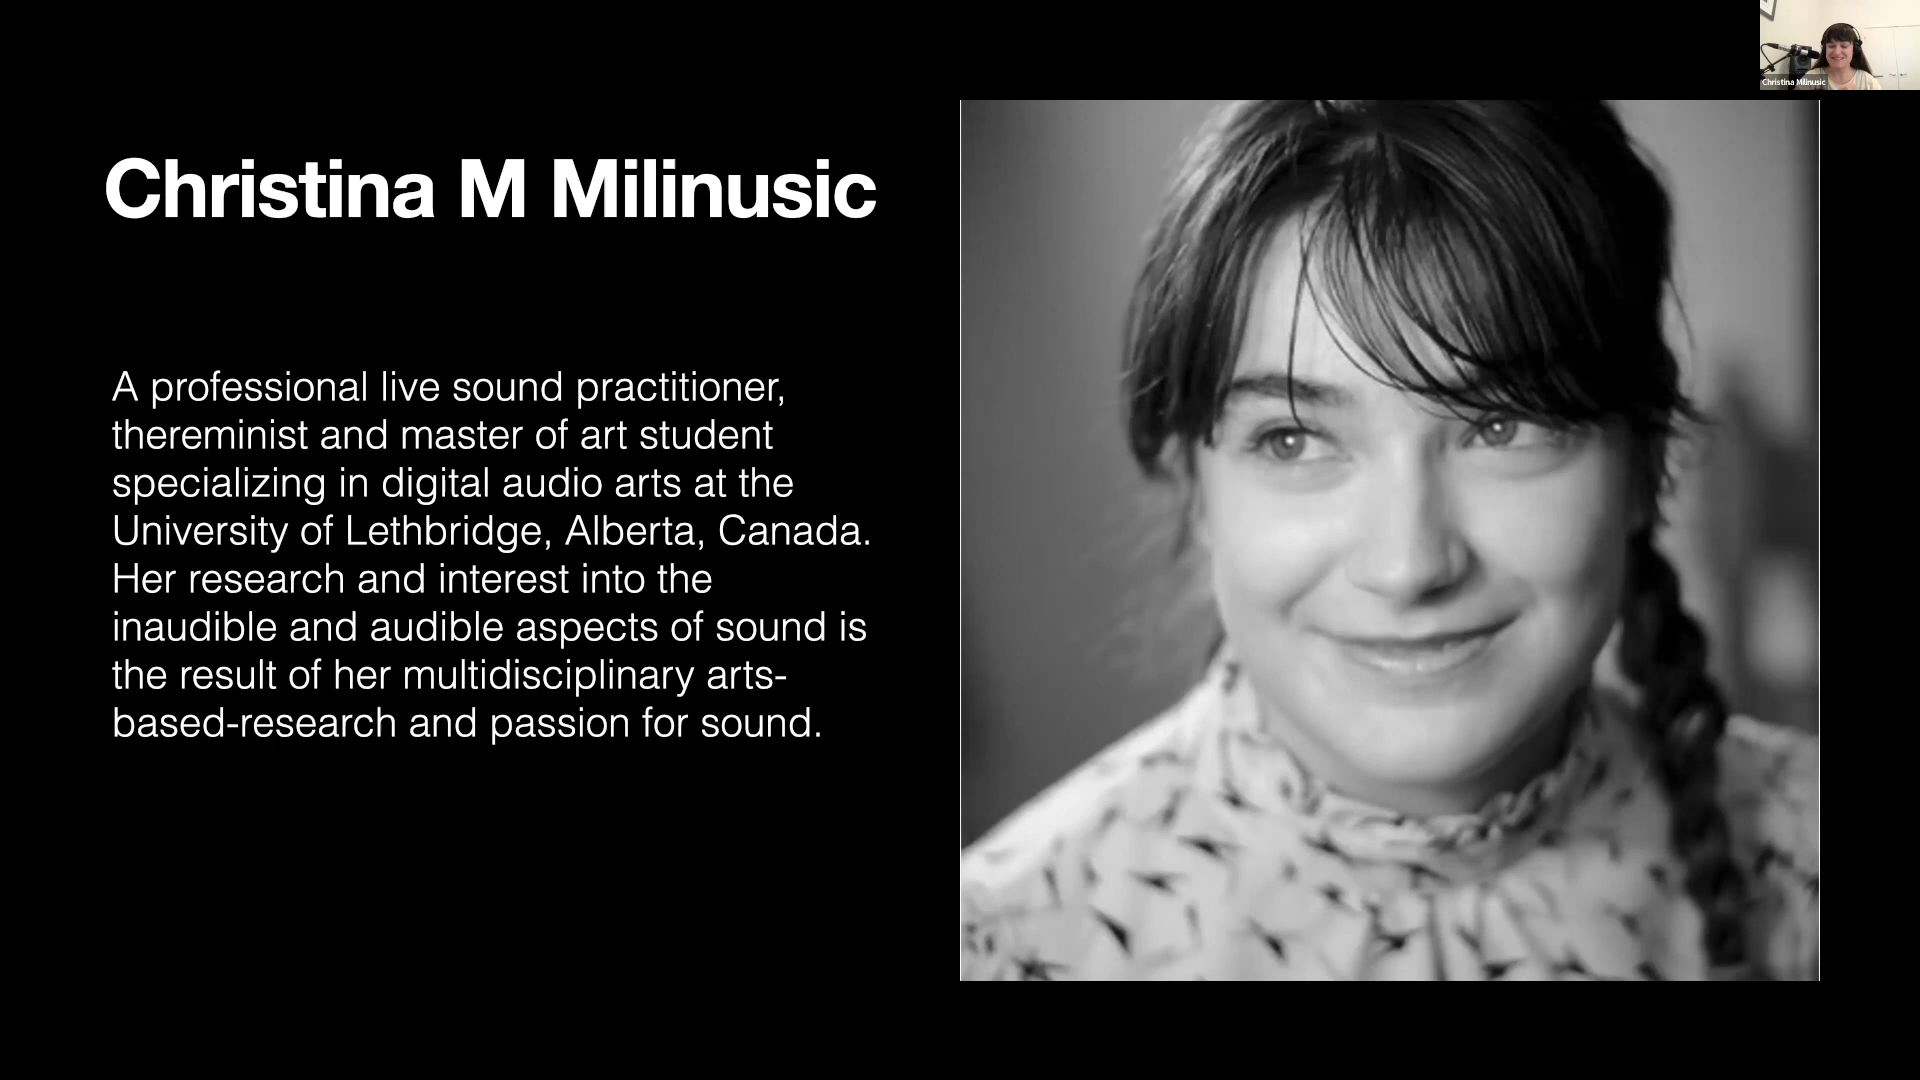 Christina M Milinusic
A professional live sound practitioner,
thereminist and master of art student
specializing in digital audio arts at the
University of Lethbridge, Alberta, Canada.
Her research and interest into the
inaudible and audible aspects of sound is
the result of her multidisciplinary arts-
based-research and passion for sound.
Christina Milinusic